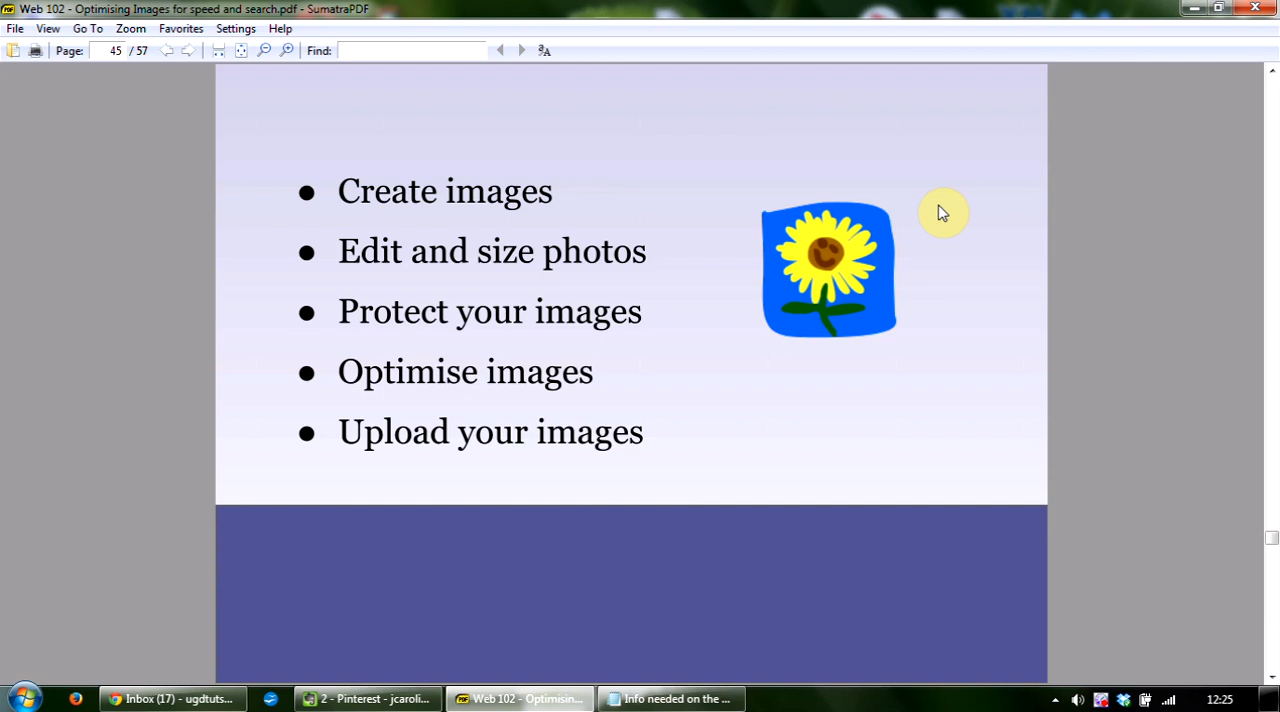 Web 102 - Optimising Images for speed and search.pdf - SumatraPDF
File View Go To Zoom Favorites Settings Help
Page: 45 / 57 Find:
● Create images
● Edit and size photos
● Protect your images
● Optimise images
● Upload your images
Inbox (17) - ugdtuts... 2 - Pinterest - jcaroli... Web 102 - Optimisin... Info needed on the ... 12:25